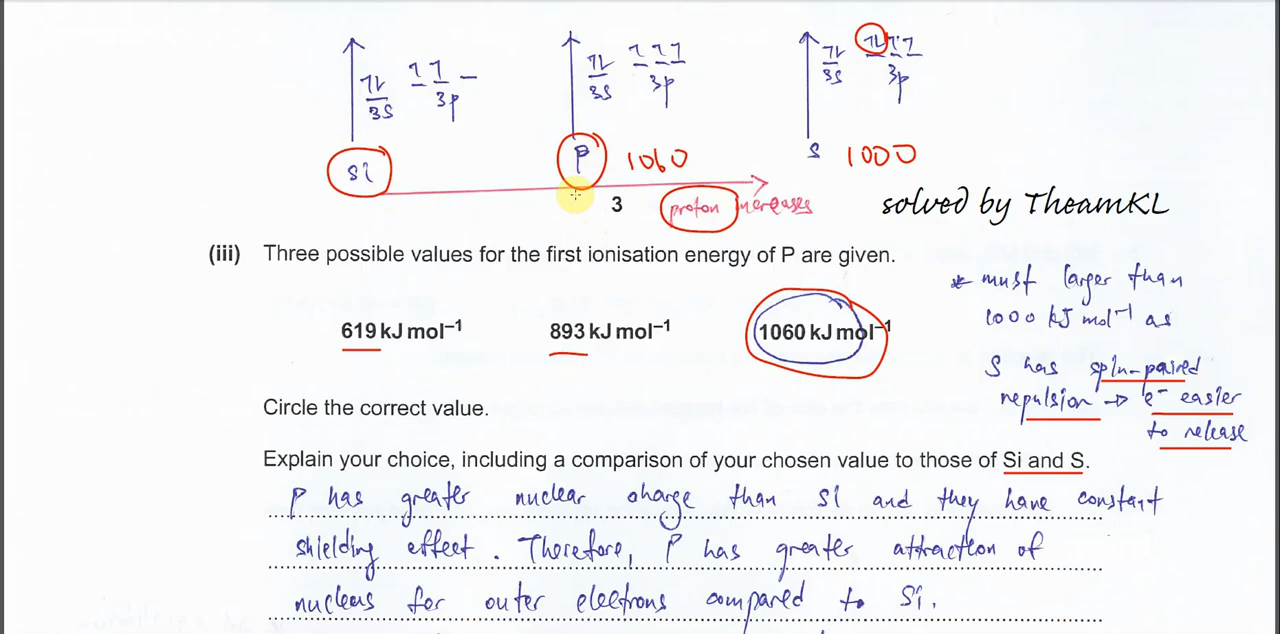 3s 3p 3s 3p 3s 3p
Si P 1060 S 1000
3 proton increases solved by TheamKL
(iii) Three possible values for the first ionisation energy of P are given.
* must larger than
1000 kJ mol⁻¹ as
619 kJ mol⁻¹ 893 kJ mol⁻¹ 1060 kJ mol⁻¹
S has spin-paired
repulsion → e⁻ easier
to release
Circle the correct value.
Explain your choice, including a comparison of your chosen value to those of Si and S.
P has greater nuclear charge than Si and they have constant
shielding effect. Therefore, P has greater attraction of
nucleus for outer electrons compared to Si.